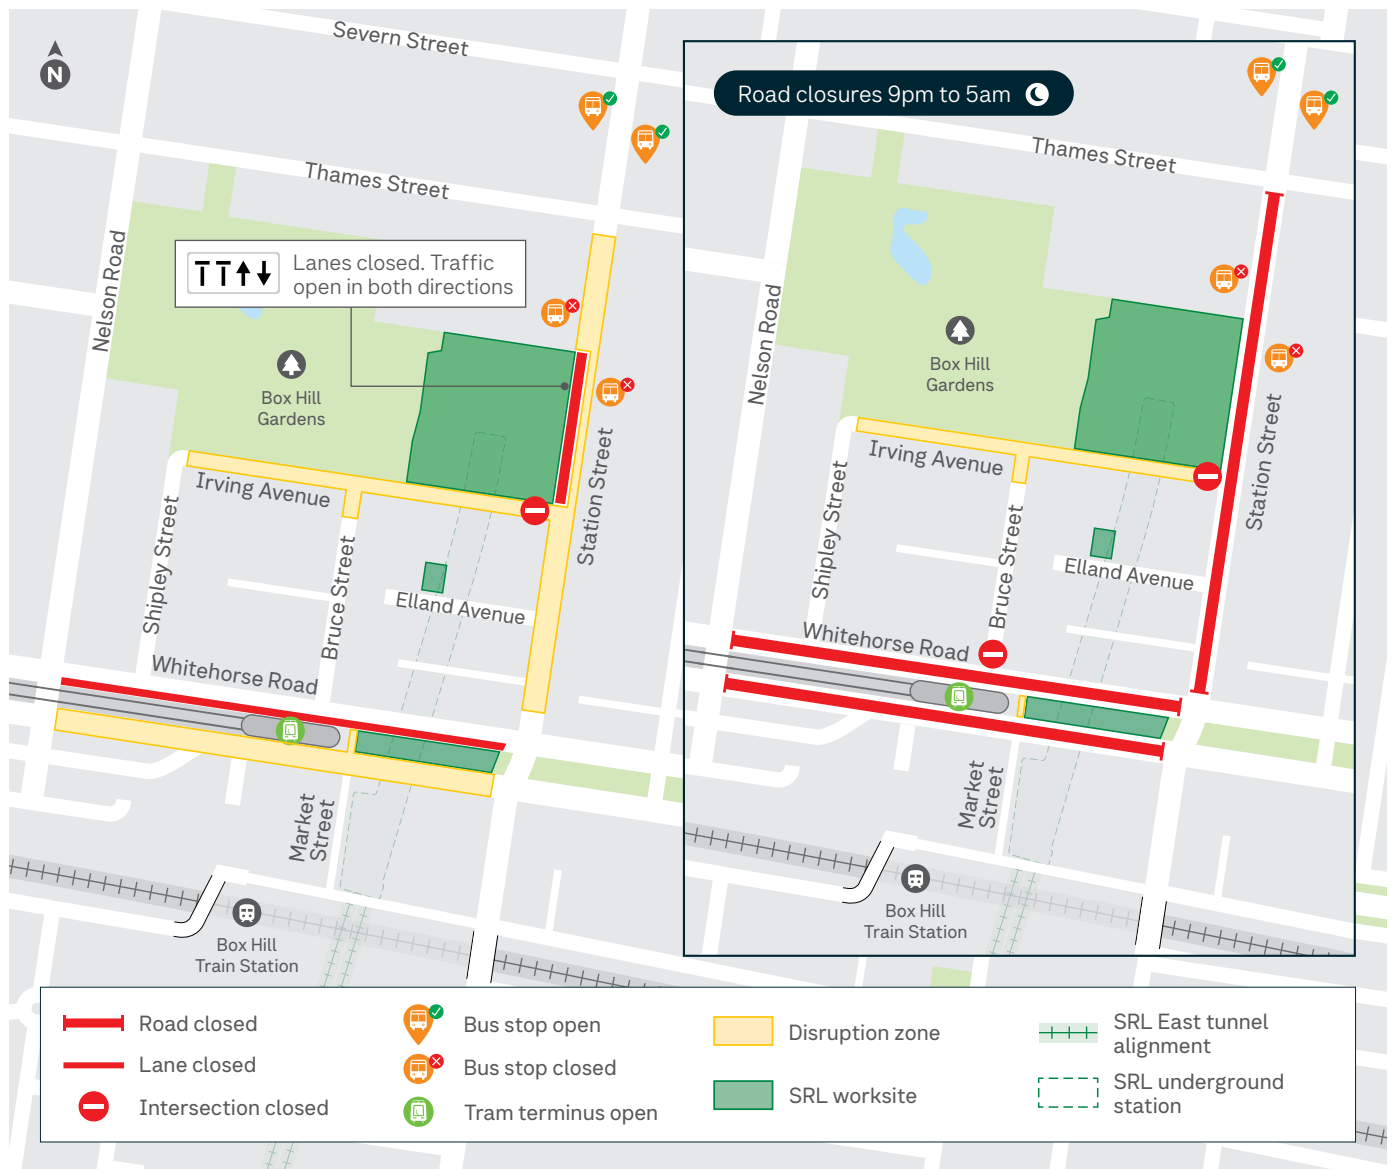 Severn Street
N
Thames Street
Nelson Road
Lanes closed. Traffic
open in both directions
Box Hill
Gardens
Station Street
Irving Avenue
Shipley Street
Bruce Street
Elland Avenue
Whitehorse Road
Market
Street
Box Hill
Train Station
Road closures 9pm to 5am
Thames Street
Nelson Road
Box Hill
Gardens
Station Street
Irving Avenue
Shipley Street
Bruce Street
Elland Avenue
Whitehorse Road
Market
Street
Box Hill
Train Station
Road closed
Lane closed
Intersection closed
Bus stop open
Bus stop closed
Tram terminus open
Disruption zone
SRL worksite
SRL East tunnel
alignment
SRL underground
station